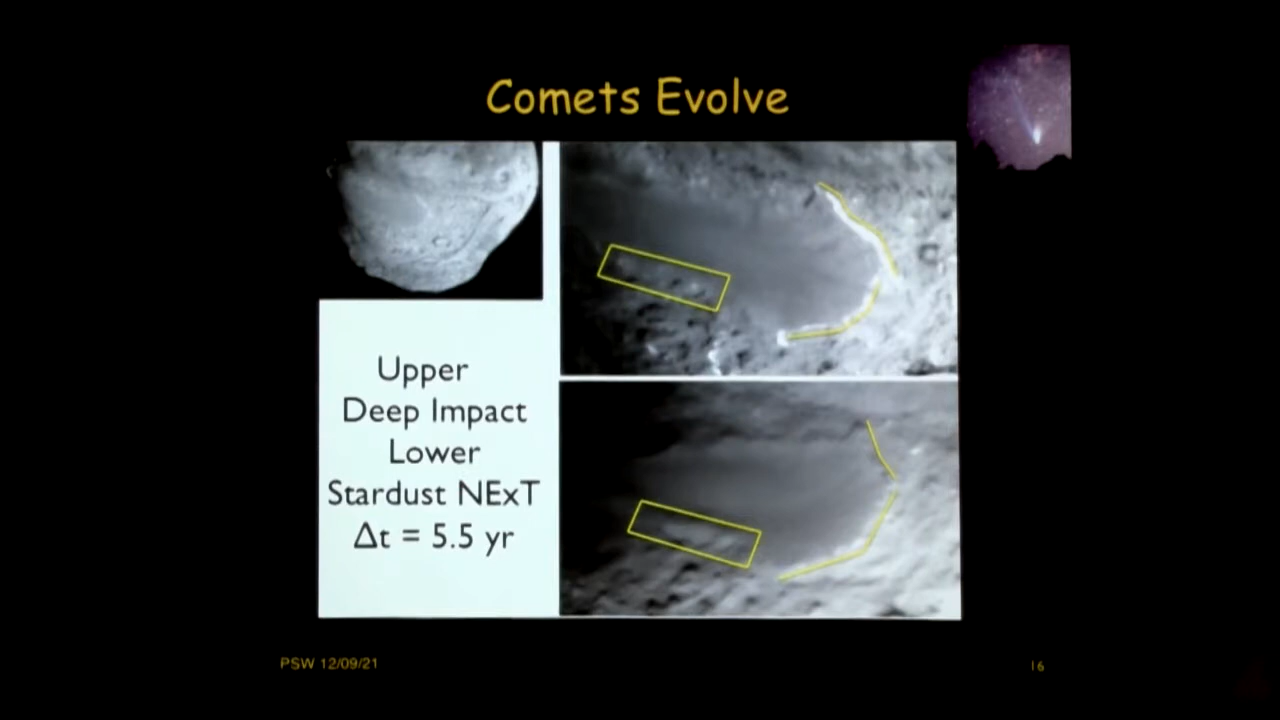 Comets Evolve
Upper
Deep Impact
Lower
Stardust NExT
Δt = 5.5 yr
PSW 12/09/21
16